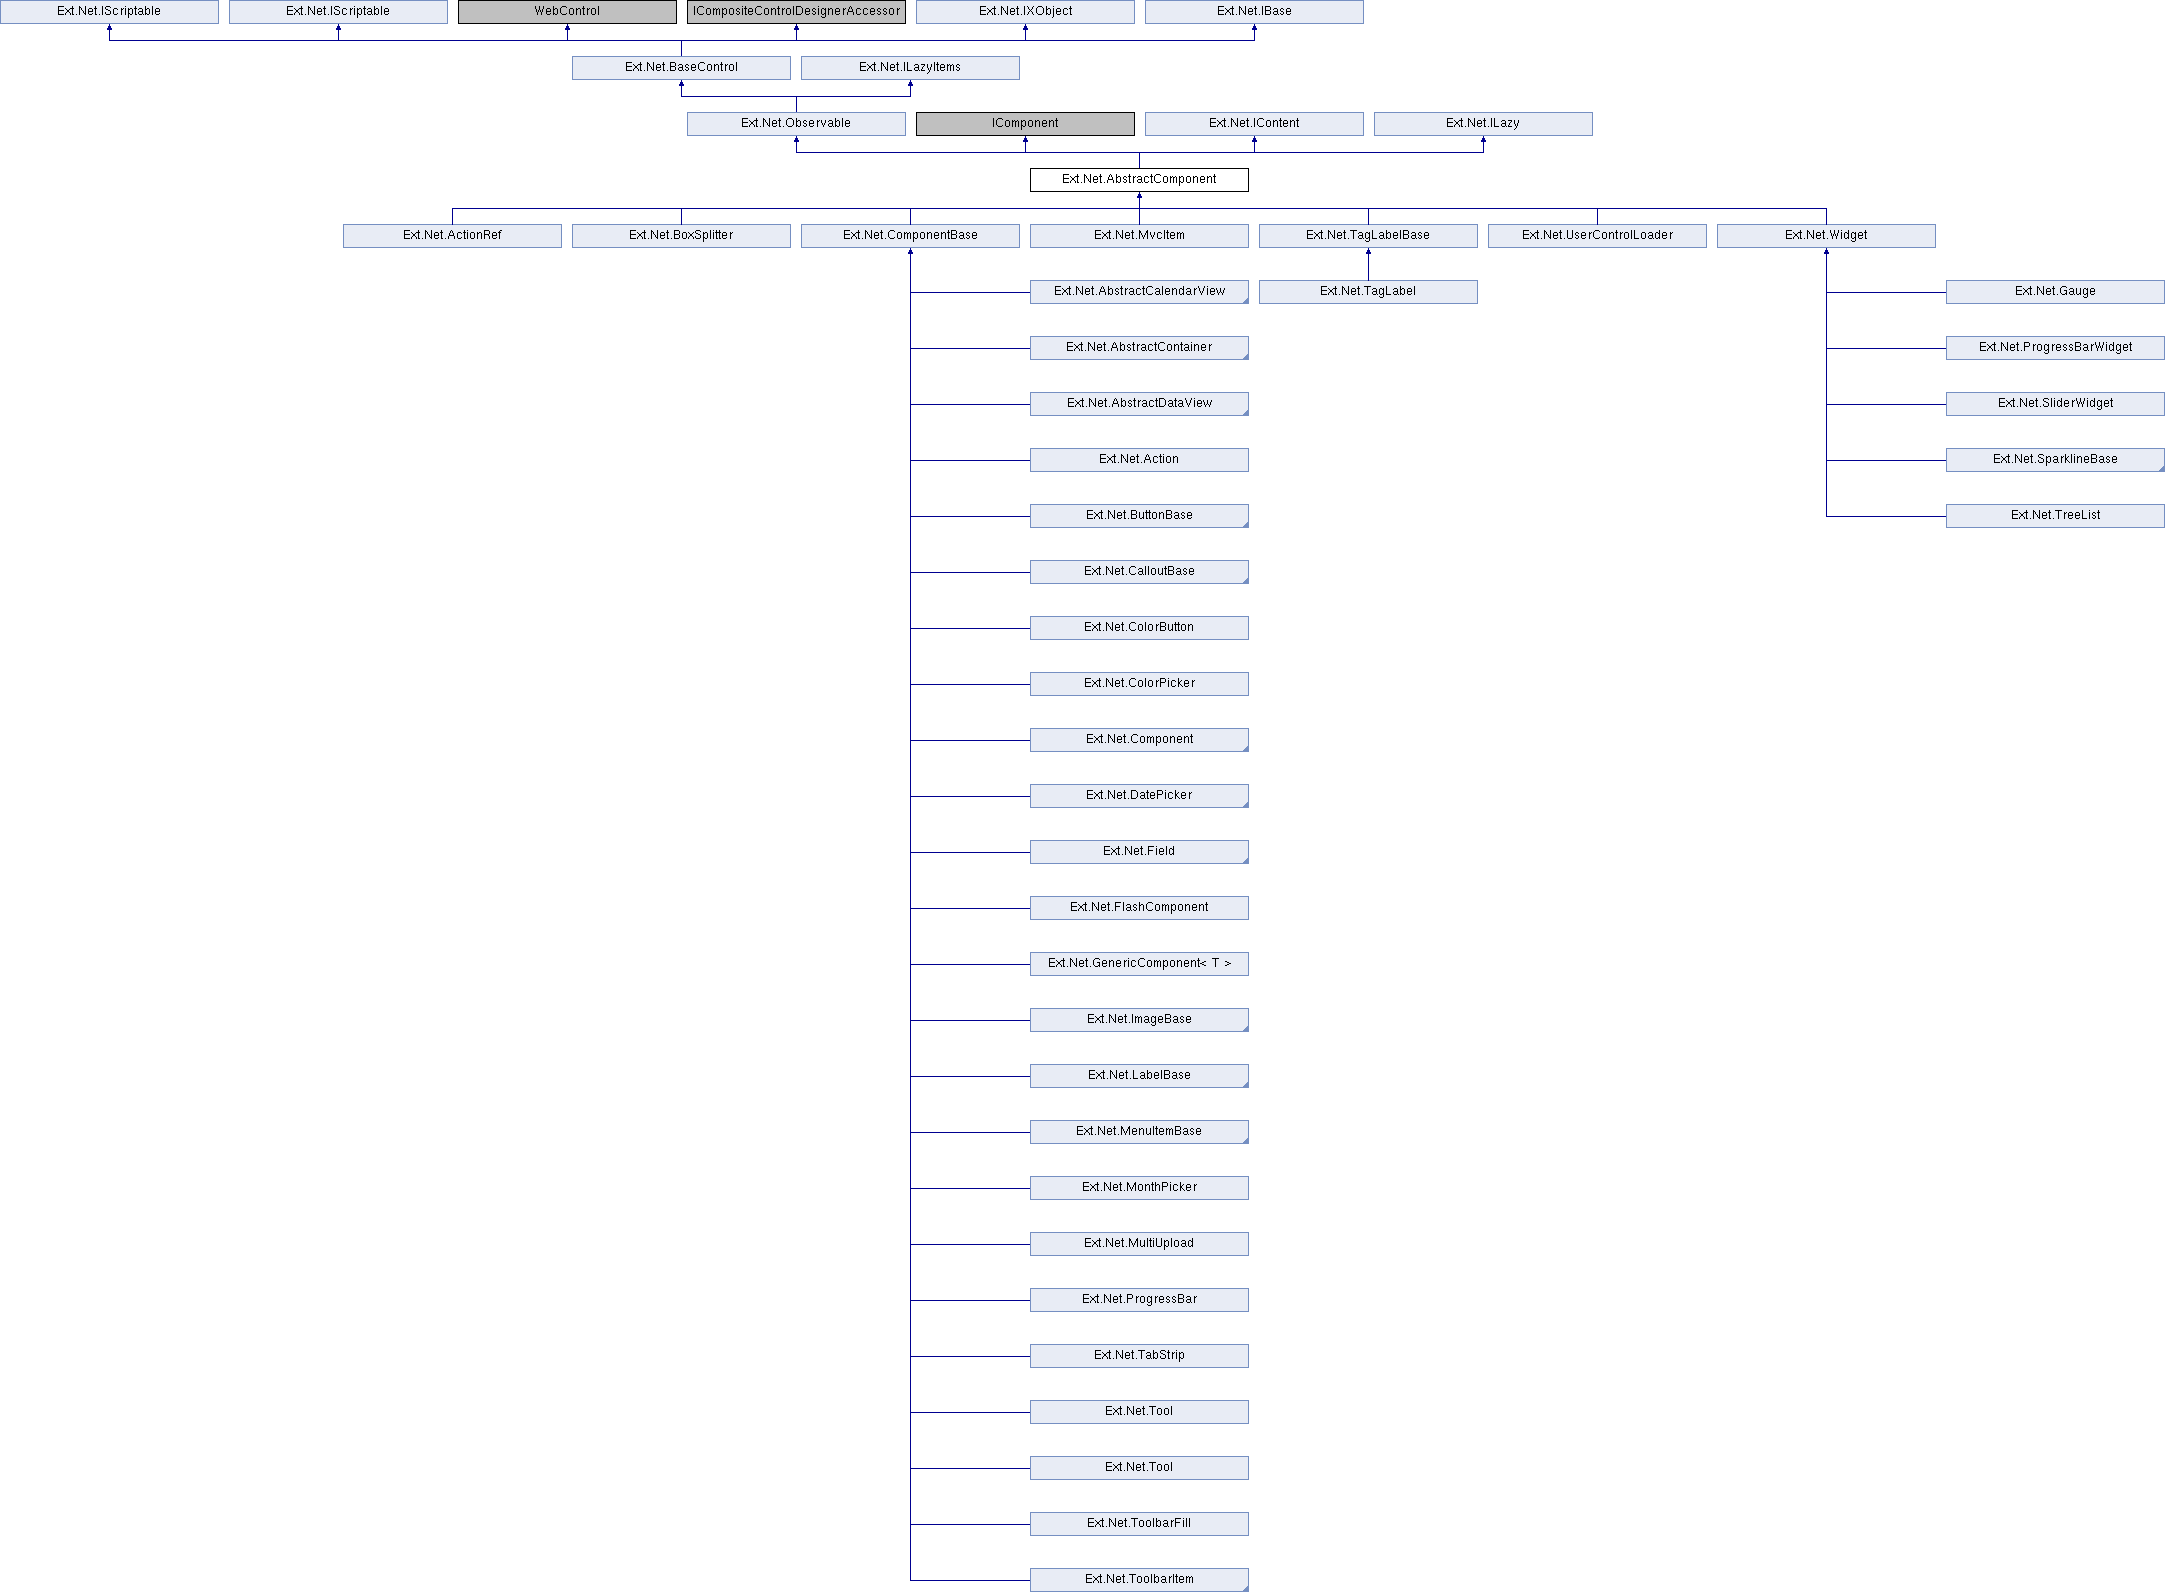 Ext.Net.IScriptable
Ext.Net.IScriptable
WebControl
ICompositeControlDesignerAccessor
Ext.Net.IXObject
Ext.Net.IBase
Ext.Net.BaseControl
Ext.Net.ILazyItems
Ext.Net.Observable
IComponent
Ext.Net.IContent
Ext.Net.ILazy
Ext.Net.AbstractComponent
Ext.Net.ActionRef
Ext.Net.BoxSplitter
Ext.Net.ComponentBase
Ext.Net.MvcItem
Ext.Net.TagLabelBase
Ext.Net.UserControlLoader
Ext.Net.Widget
Ext.Net.AbstractCalendarView
Ext.Net.TagLabel
Ext.Net.Gauge
Ext.Net.AbstractContainer
Ext.Net.ProgressBarWidget
Ext.Net.AbstractDataView
Ext.Net.SliderWidget
Ext.Net.Action
Ext.Net.SparklineBase
Ext.Net.ButtonBase
Ext.Net.TreeList
Ext.Net.CalloutBase
Ext.Net.ColorButton
Ext.Net.ColorPicker
Ext.Net.Component
Ext.Net.DatePicker
Ext.Net.Field
Ext.Net.FlashComponent
Ext.Net.GenericComponent< T >
Ext.Net.ImageBase
Ext.Net.LabelBase
Ext.Net.MenuItemBase
Ext.Net.MonthPicker
Ext.Net.MultiUpload
Ext.Net.ProgressBar
Ext.Net.TabStrip
Ext.Net.Tool
Ext.Net.Tool
Ext.Net.ToolbarFill
Ext.Net.ToolbarItem